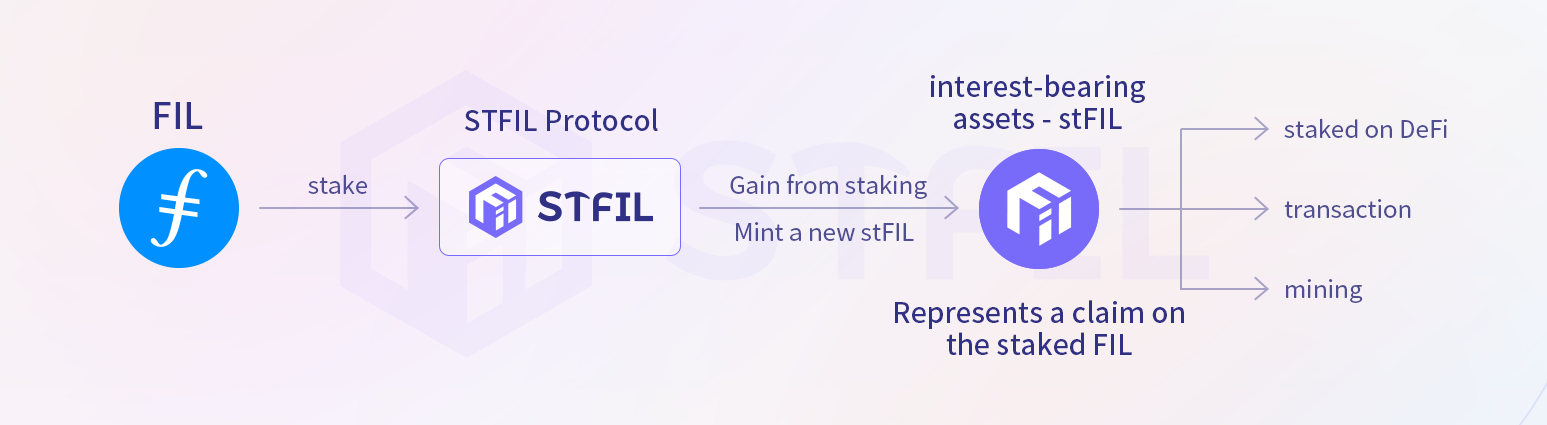 FIL
stake
STFIL Protocol
STFIL
Gain from staking
Mint a new stFIL
interest-bearing
assets - stFIL
Represents a claim on
the staked FIL
staked on DeFi
transaction
mining
STFIL